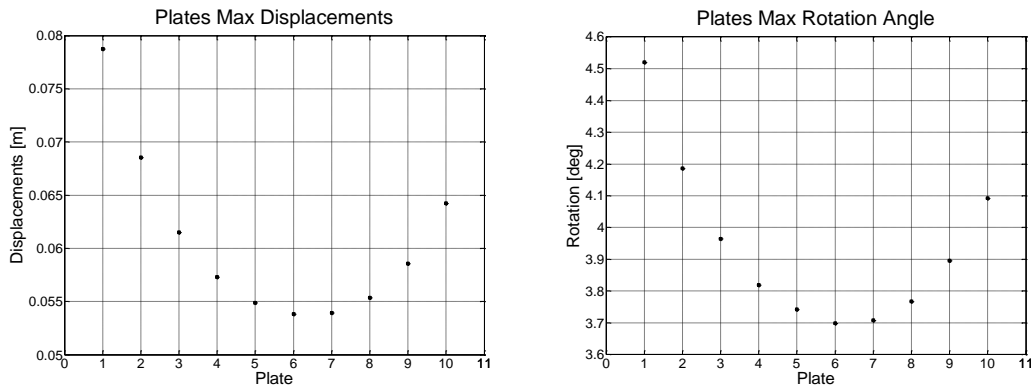 Plates Max Displacements
0.08
0.075
0.07
0.065
0.06
0.055
0.05
0 1 2 3 4 5 6 7 8 9 10 11
Displacements [m]
Plate
Plates Max Rotation Angle
4.6
4.5
4.4
4.3
4.2
4.1
4
3.9
3.8
3.7
3.6
0 1 2 3 4 5 6 7 8 9 10 11
Rotation [deg]
Plate